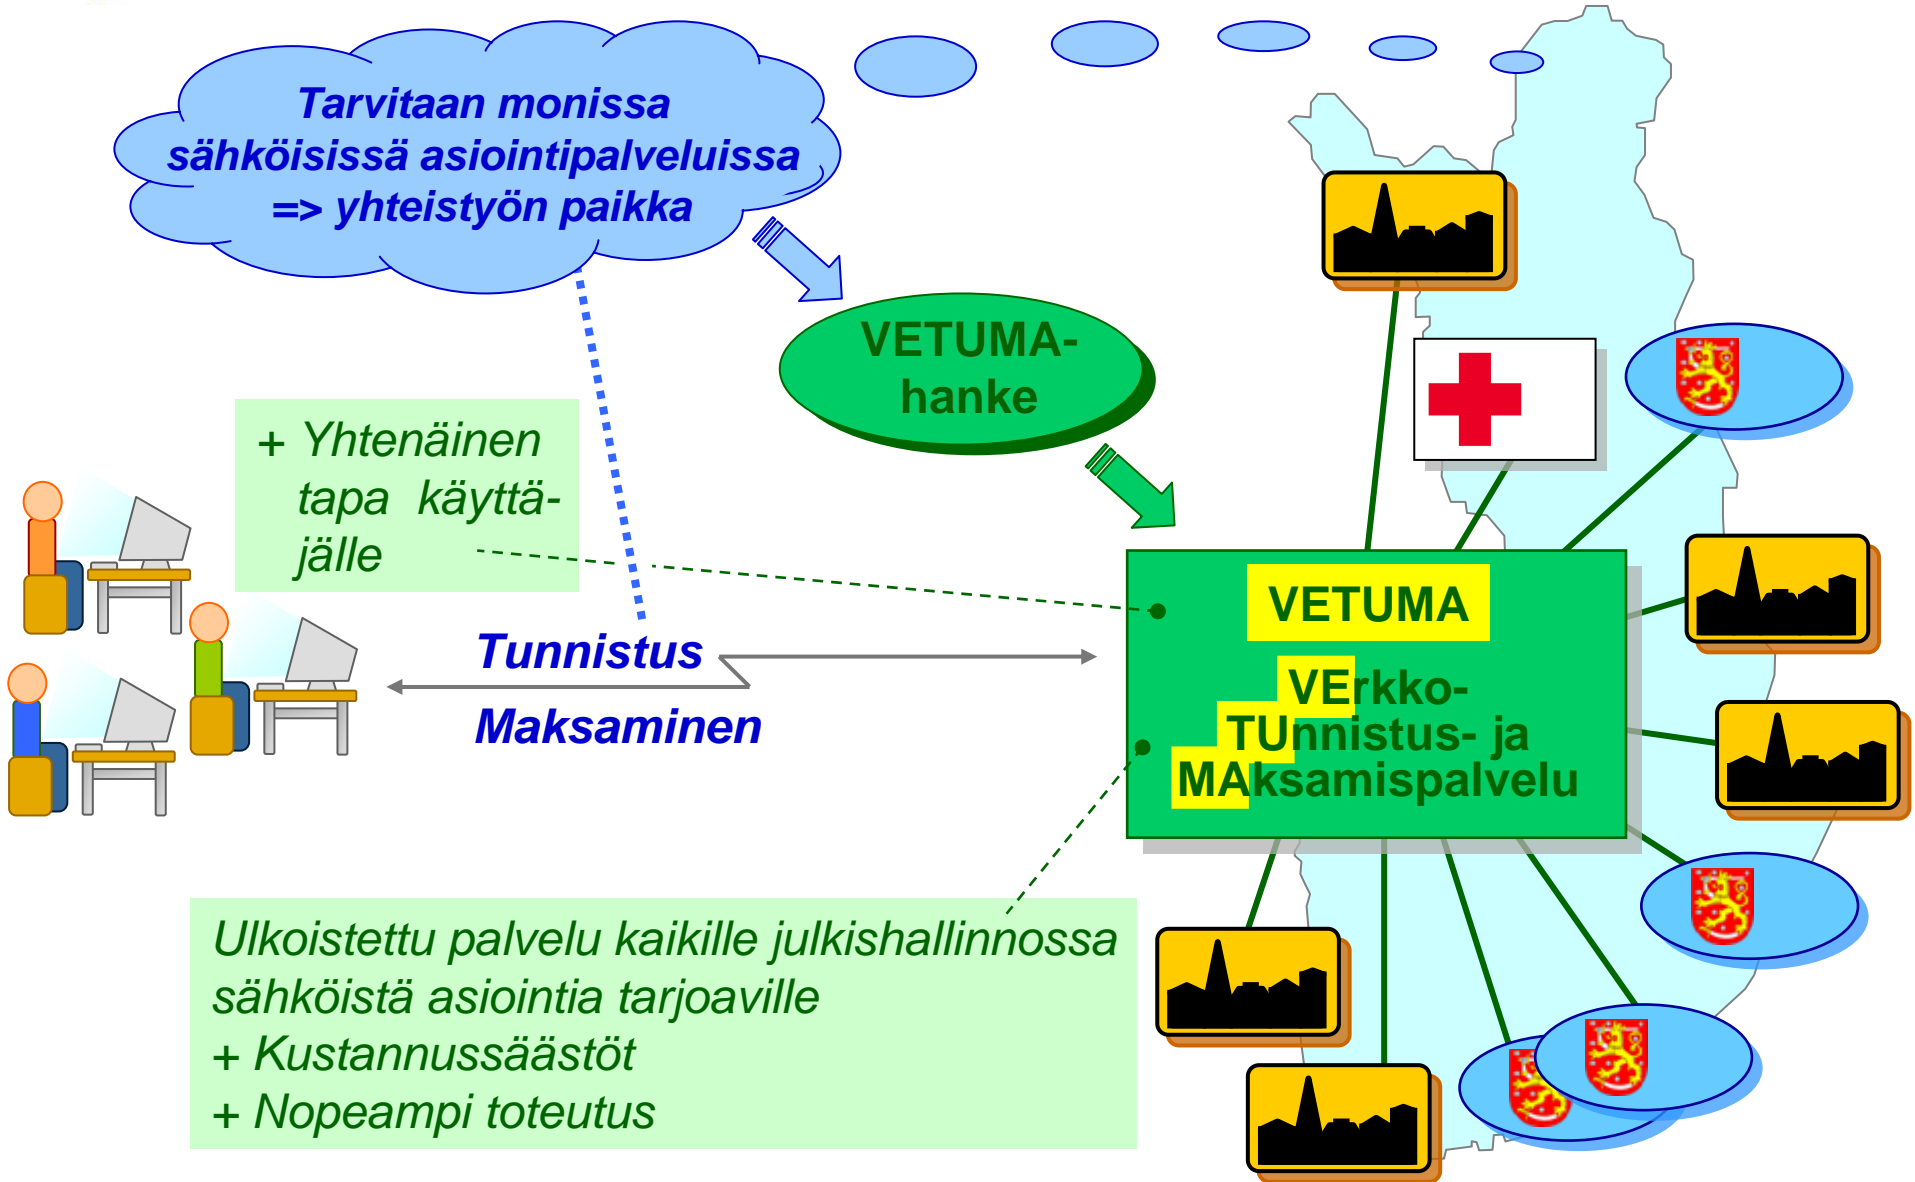 Tarvitaan monissa
sähköisissä asiointipalveluissa
=> yhteistyön paikka
VETUMA-
hanke
+ Yhtenäinen
tapa käyttä-
jälle
Tunnistus
Maksaminen
VETUMA
VErkko-
TUnnistus- ja
MAksamispalvelu
Ulkoistettu palvelu kaikille julkishallinnossa
sähköistä asiointia tarjoaville
+ Kustannussäästöt
+ Nopeampi toteutus